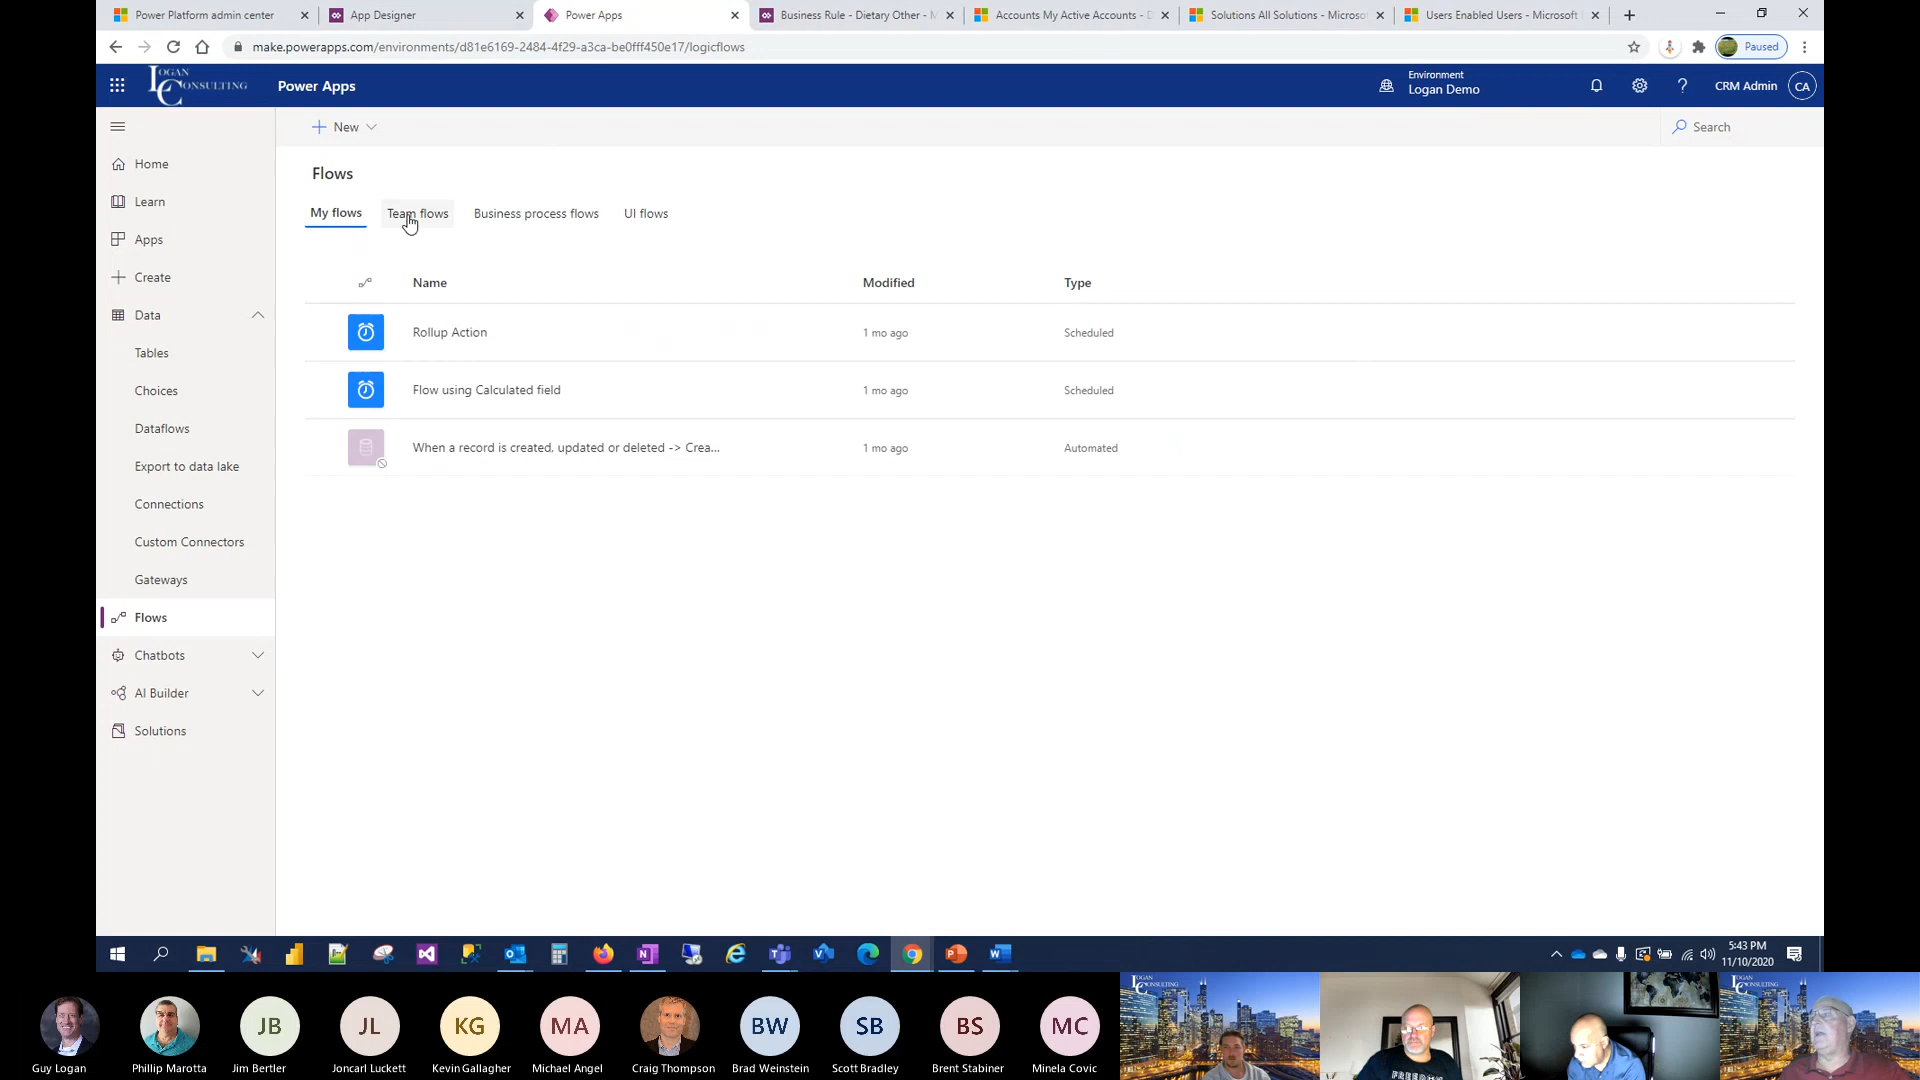 Power Platform admin center
App Designer
Power Apps
Business Rule - Dietary Other - M
Accounts My Active Accounts - D
Solutions All Solutions - Microsof
Users Enabled Users - Microsoft
make.powerapps.com/environments/d81e6169-2484-4f29-a3ca-be0fff450e17/logicflows
Paused
LOGAN
CONSULTING
Power Apps
Environment
Logan Demo
CRM Admin
CA
New
Search
Home
Learn
Apps
Create
Data
Tables
Choices
Dataflows
Export to data lake
Connections
Custom Connectors
Gateways
Flows
Chatbots
AI Builder
Solutions
Flows
My flows Team flows Business process flows UI flows
Name Modified Type
Rollup Action 1 mo ago Scheduled
Flow using Calculated field 1 mo ago Scheduled
When a record is created, updated or deleted -> Crea... 1 mo ago Automated
5:43 PM
11/10/2020
JB JL KG MA BW SB BS MC
Guy Logan Phillip Marotta Jim Bertler Joncarl Luckett Kevin Gallagher Michael Angel Craig Thompson Brad Weinstein Scott Bradley Brent Stabiner Minela Covic
LOGAN
CONSULTING
LOGAN
CONSULTING